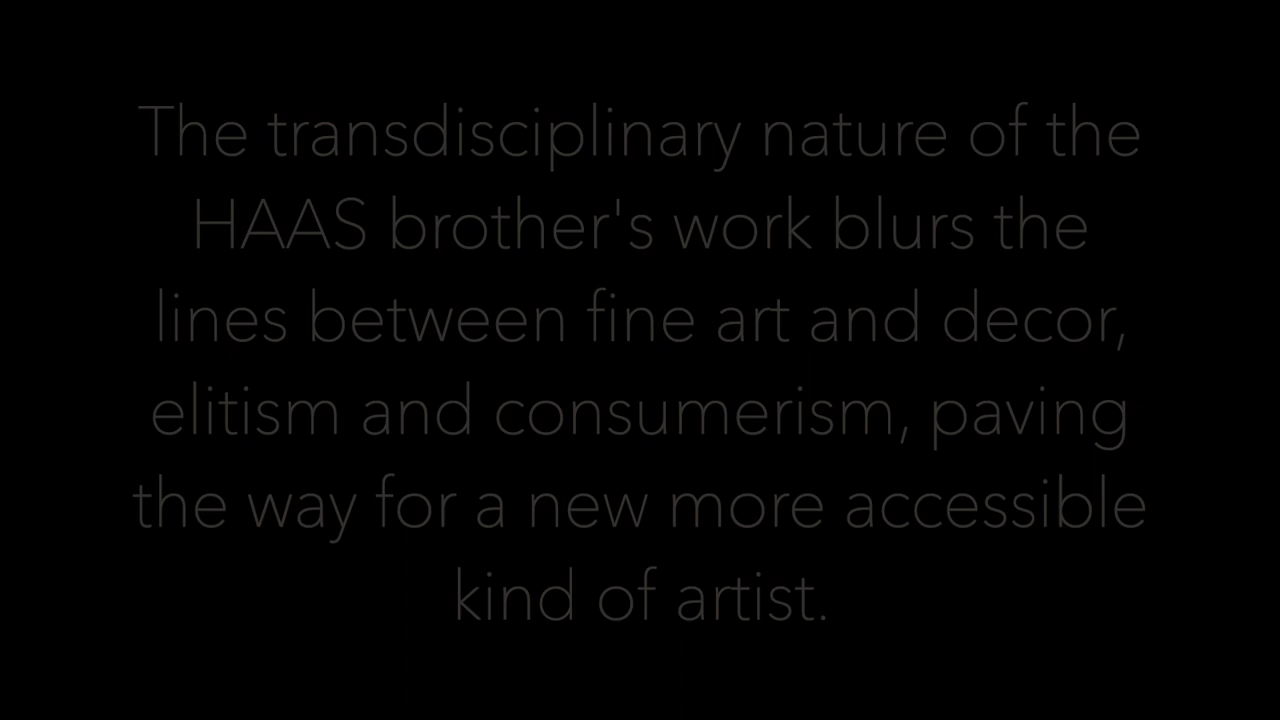 The transdisciplinary nature of the
HAAS brother's work blurs the
lines between fine art and decor,
elitism and consumerism, paving
the way for a new more accessible
kind of artist.